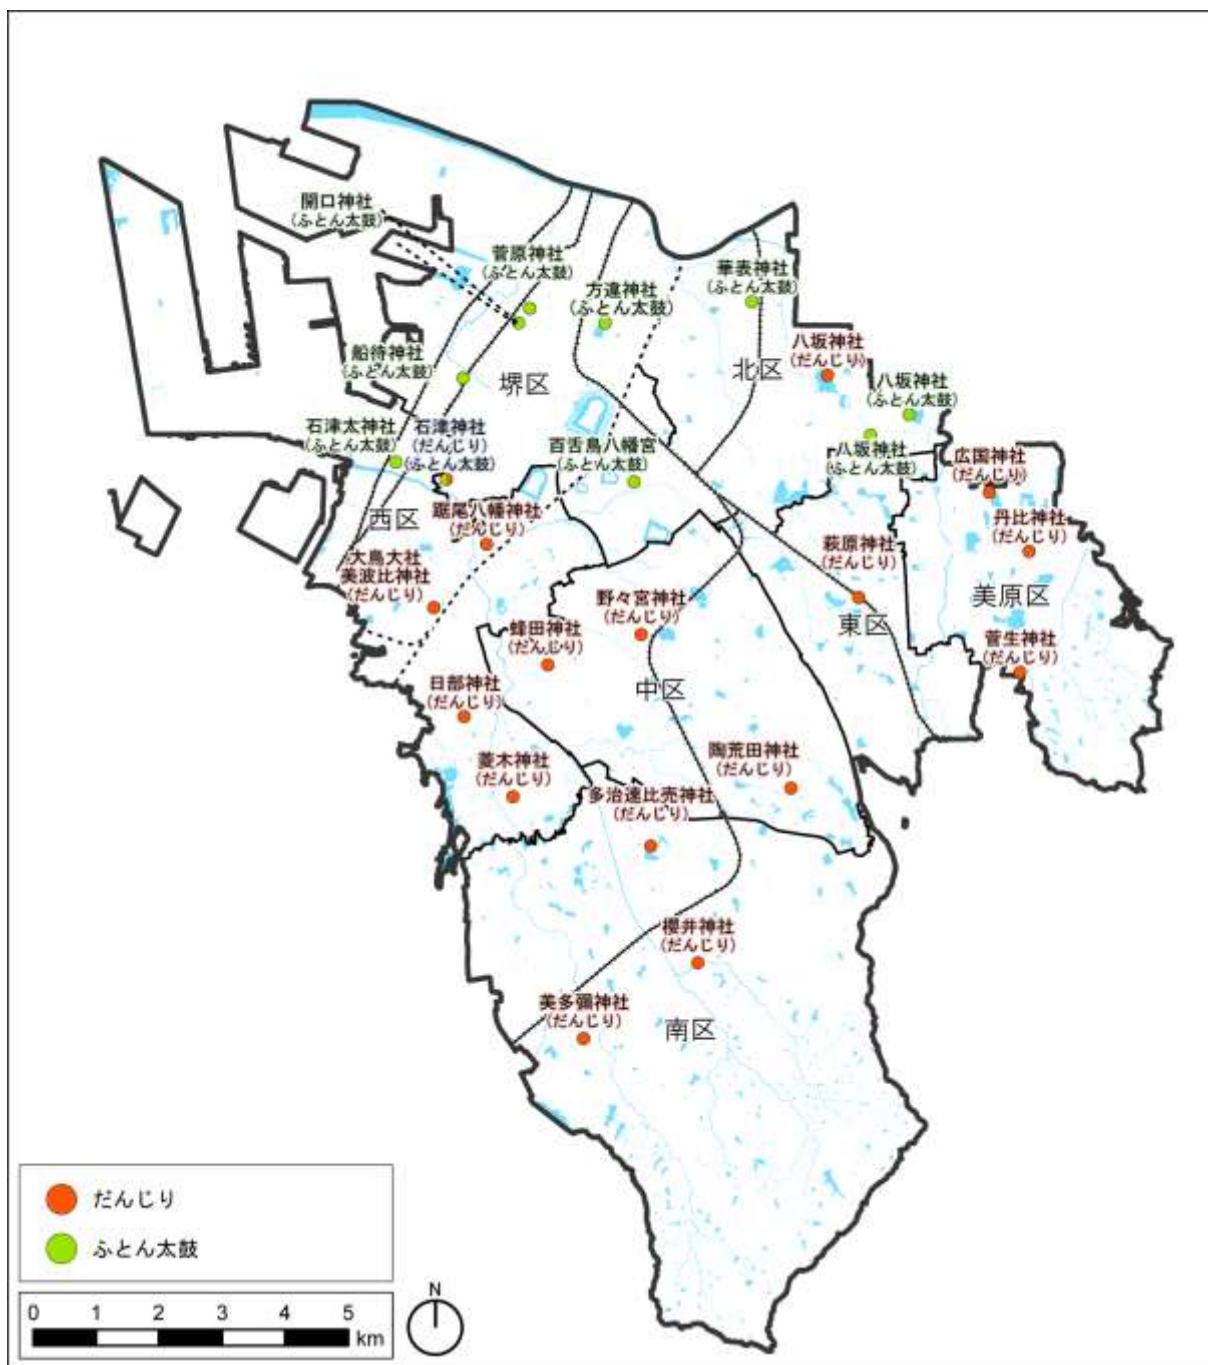 開口神社
(ふとん太鼓)
菅原神社
(ふとん太鼓)
方違神社
(ふとん太鼓)
華表神社
(ふとん太鼓)
船待神社
(ふとん太鼓)
堺区
北区
八坂神社
(だんじり)
八坂神社
(ふとん太鼓)
石津太神社
(ふとん太鼓)
石津神社
(だんじり)
(ふとん太鼓)
百舌鳥八幡宮
(ふとん太鼓)
八坂神社
(ふとん太鼓)
広国神社
(だんじり)
西区
踞尾八幡神社
(だんじり)
丹比神社
(だんじり)
萩原神社
(だんじり)
大鳥大社
美波比神社
(だんじり)
野々宮神社
(だんじり)
美原区
東区
蜂田神社
(だんじり)
菅生神社
(だんじり)
日部神社
(だんじり)
中区
菱木神社
(だんじり)
陶荒田神社
(だんじり)
多治速比売神社
(だんじり)
櫻井神社
(だんじり)
美多彌神社
(だんじり)
南区
だんじり
ふとん太鼓
0 1 2 3 4 5
km
N